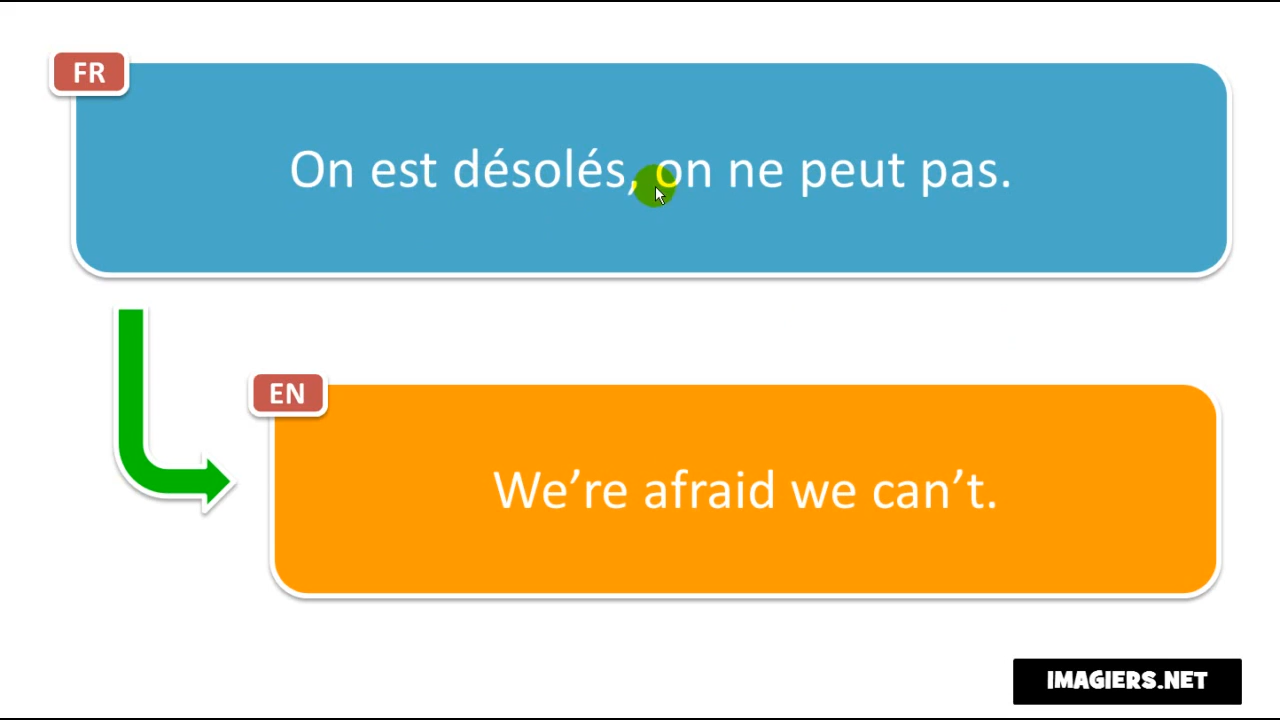 FR
On est désolés, on ne peut pas.
EN
We’re afraid we can’t.
IMAGIERS.NET